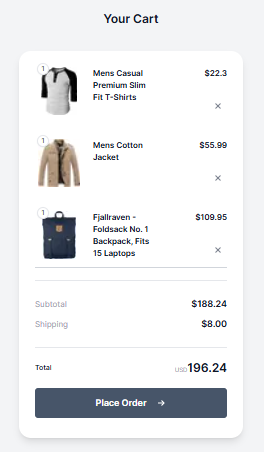 Your Cart
1
Mens Casual
Premium Slim
Fit T-Shirts
$22.3
×
1
Mens Cotton
Jacket
$55.99
×
1
Fjallraven -
Foldsack No. 1
Backpack, Fits
15 Laptops
$109.95
×
Subtotal $188.24
Shipping $8.00
Total USD196.24
Place Order →